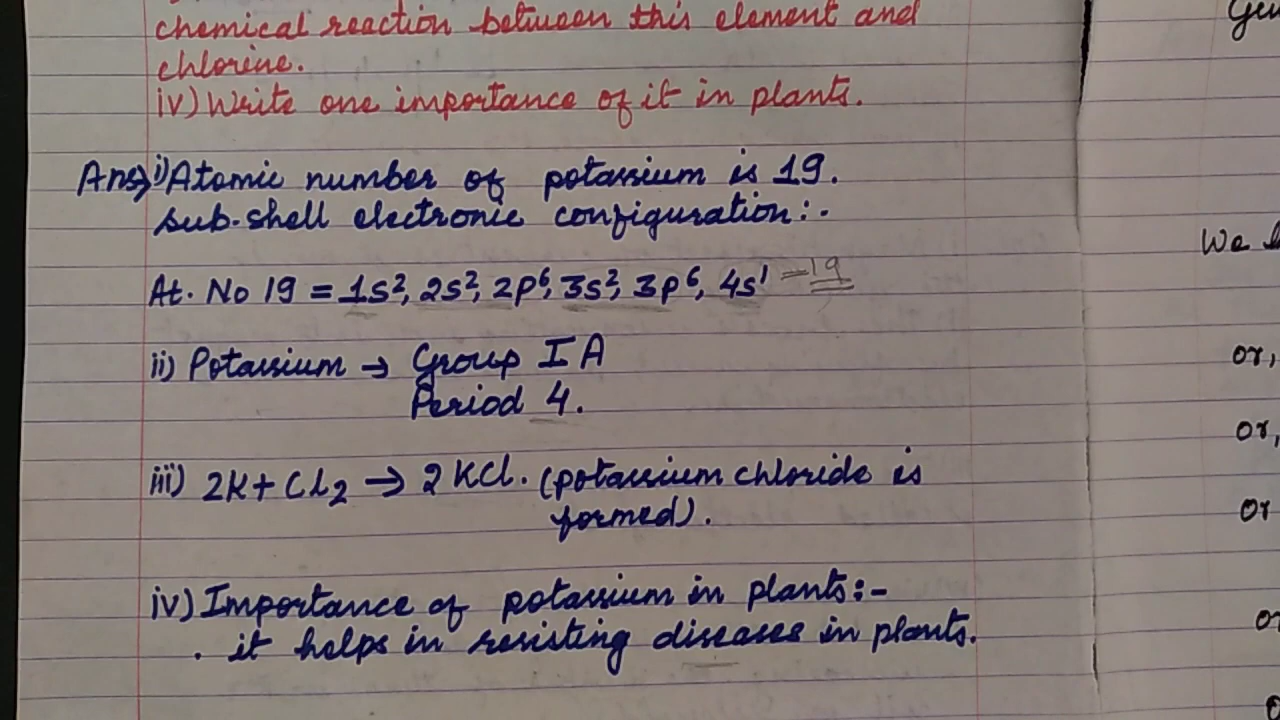 chemical reaction between this element and
chlorine.
iv) Write one importance of it in plants.
Ans⟩ i) Atomic number of potassium is 19.
sub-shell electronic configuration:-
At. No 19 = 1s², 2s², 2p⁶, 3s², 3p⁶, 4s¹ = 19
ii) Potassium → Group I A
Period 4.
iii) 2K + Cl₂ → 2KCl. (potassium chloride is
formed).
iv) Importance of potassium in plants:-
. it helps in resisting diseases in plants.
We
or,
or,
or